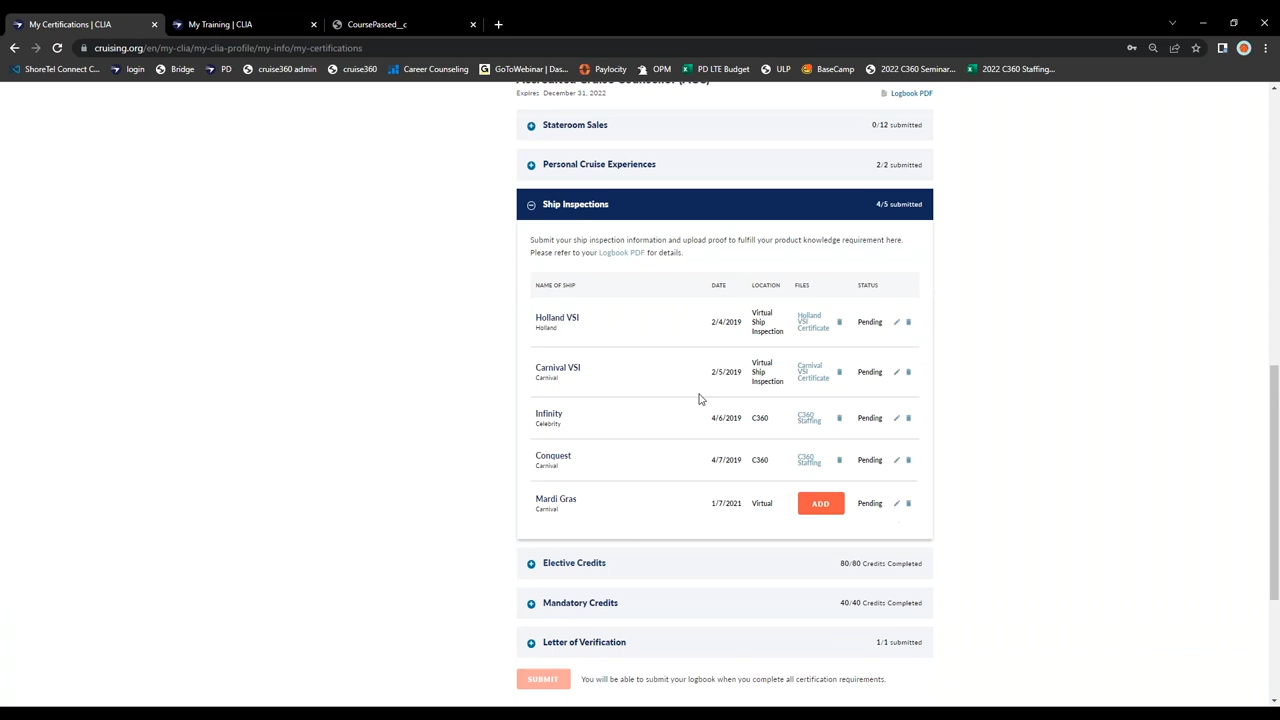 My Certifications | CLIA
My Training | CLIA
CoursePassed__c
cruising.org/en/my-clia/my-clia-profile/my-info/my-certifications
ShoreTel Connect C...
login
Bridge
PD
cruise360 admin
cruise360
Career Counseling
GoToWebinar | Das...
Paylocity
OPM
PD LTE Budget
ULP
BaseCamp
2022 C360 Seminar...
2022 C360 Staffing...
Expires December 31, 2022
Logbook PDF
Stateroom Sales
0/12 submitted
Personal Cruise Experiences
2/2 submitted
Ship Inspections
4/5 submitted
Submit your ship inspection information and upload proof to fulfill your product knowledge requirement here.
Please refer to your Logbook PDF for details.
NAME OF SHIP DATE LOCATION FILES STATUS
Holland VSI
Holland
2/4/2019
Virtual
Ship
Inspection
Holland
VSI
Certificate
Pending
Carnival VSI
Carnival
2/5/2019
Virtual
Ship
Inspection
Carnival
VSI
Certificate
Pending
Infinity
Celebrity
4/6/2019
C360
C360
Staffing
Pending
Conquest
Carnival
4/7/2019
C360
C360
Staffing
Pending
Mardi Gras
Carnival
1/7/2021
Virtual
ADD
Pending
Elective Credits
80/80 Credits Completed
Mandatory Credits
40/40 Credits Completed
Letter of Verification
1/1 submitted
SUBMIT
You will be able to submit your logbook when you complete all certification requirements.